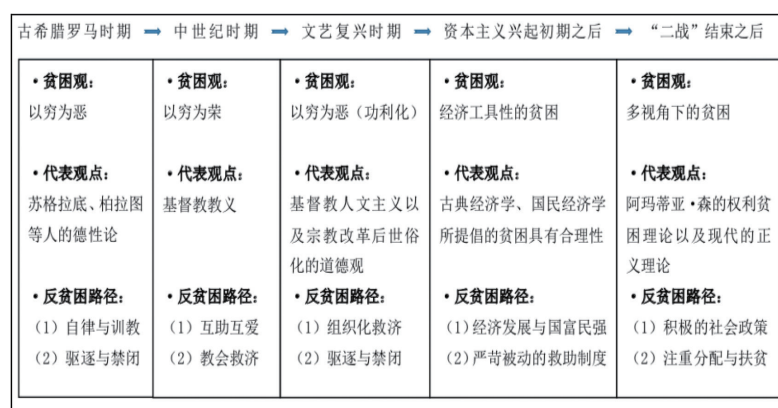 古希腊罗马时期 → 中世纪时期 → 文艺复兴时期 → 资本主义兴起初期之后 → “二战”结束之后
·贫困观：
以穷为恶
·代表观点：
苏格拉底、柏拉图
等人的德性论
·反贫困路径：
（1）自律与训教
（2）驱逐与禁闭
·贫困观：
以穷为荣
·代表观点：
基督教教义
·反贫困路径：
（1）互助互爱
（2）教会救济
·贫困观：
以穷为恶（功利化）
·代表观点：
基督教人文主义以
及宗教改革后世俗
化的道德观
·反贫困路径：
（1）组织化救济
（2）驱逐与禁闭
·贫困观：
经济工具性的贫困
·代表观点：
古典经济学、国民经济学
所提倡的贫困具有合理性
·反贫困路径：
（1）经济发展与国富民强
（2）严苛被动的救助制度
·贫困观：
多视角下的贫困
·代表观点：
阿玛蒂亚·森的权利贫
困理论以及现代的正
义理论
·反贫困路径：
（1）积极的社会政策
（2）注重分配与扶贫